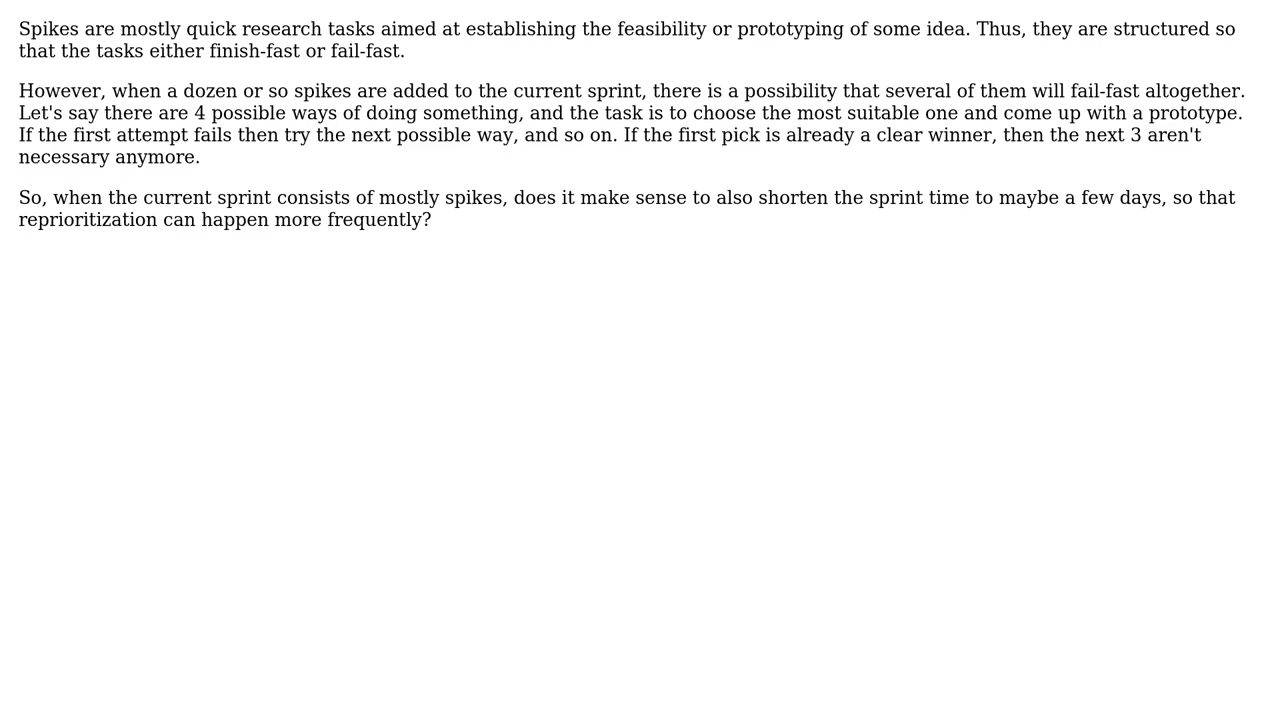 Spikes are mostly quick research tasks aimed at establishing the feasibility or prototyping of some idea. Thus, they are structured so
that the tasks either finish-fast or fail-fast.
However, when a dozen or so spikes are added to the current sprint, there is a possibility that several of them will fail-fast altogether.
Let's say there are 4 possible ways of doing something, and the task is to choose the most suitable one and come up with a prototype.
If the first attempt fails then try the next possible way, and so on. If the first pick is already a clear winner, then the next 3 aren't
necessary anymore.
So, when the current sprint consists of mostly spikes, does it make sense to also shorten the sprint time to maybe a few days, so that
reprioritization can happen more frequently?